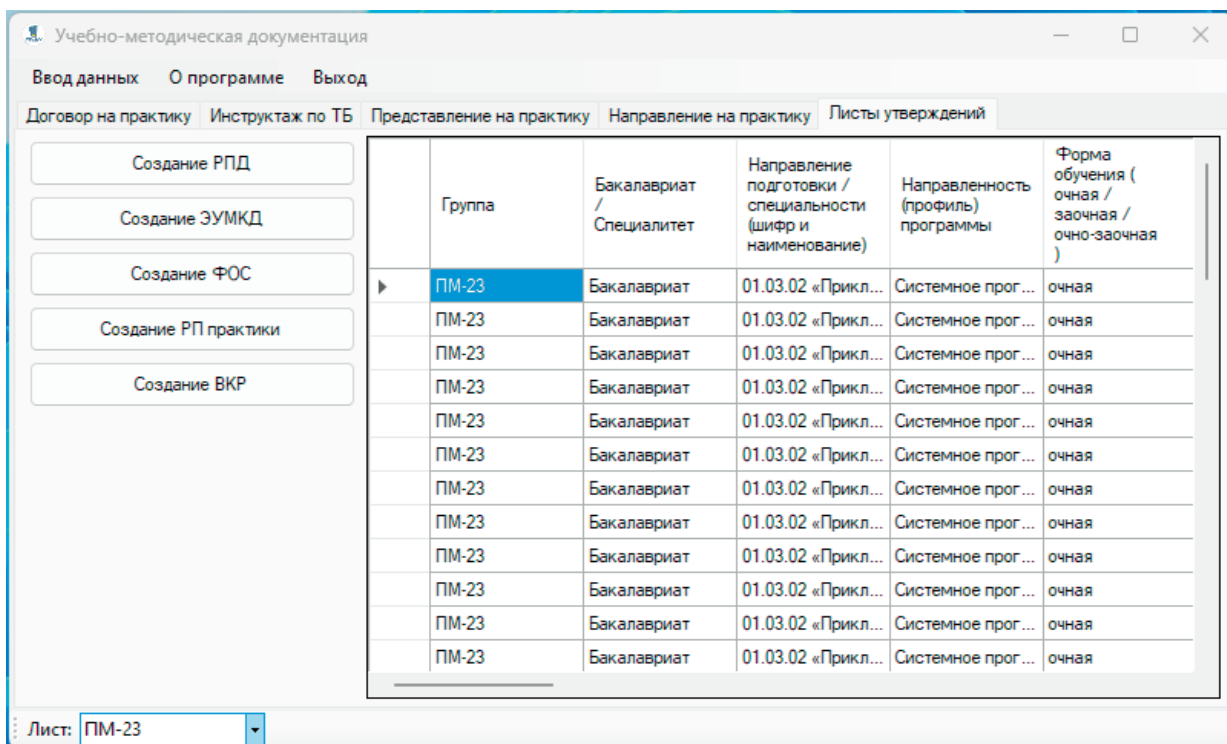 Учебно-методическая документация
Ввод данных О программе Выход
Договор на практику Инструктаж по ТБ Представление на практику Направление на практику Листы утверждений
Создание РПД
Создание ЭУМКД
Создание ФОС
Создание РП практики
Создание ВКР
Группа
Бакалавриат
/
Специалитет
Направление
подготовки /
специальности
(шифр и
наименование)
Направленность
(профиль)
программы
Форма
обучения (
очная /
заочная /
очно-заочная
)
ПМ-23 Бакалавриат 01.03.02 «Прикл... Системное прог... очная
ПМ-23 Бакалавриат 01.03.02 «Прикл... Системное прог... очная
ПМ-23 Бакалавриат 01.03.02 «Прикл... Системное прог... очная
ПМ-23 Бакалавриат 01.03.02 «Прикл... Системное прог... очная
ПМ-23 Бакалавриат 01.03.02 «Прикл... Системное прог... очная
ПМ-23 Бакалавриат 01.03.02 «Прикл... Системное прог... очная
ПМ-23 Бакалавриат 01.03.02 «Прикл... Системное прог... очная
ПМ-23 Бакалавриат 01.03.02 «Прикл... Системное прог... очная
ПМ-23 Бакалавриат 01.03.02 «Прикл... Системное прог... очная
ПМ-23 Бакалавриат 01.03.02 «Прикл... Системное прог... очная
ПМ-23 Бакалавриат 01.03.02 «Прикл... Системное прог... очная
ПМ-23 Бакалавриат 01.03.02 «Прикл... Системное прог... очная
Лист: ПМ-23